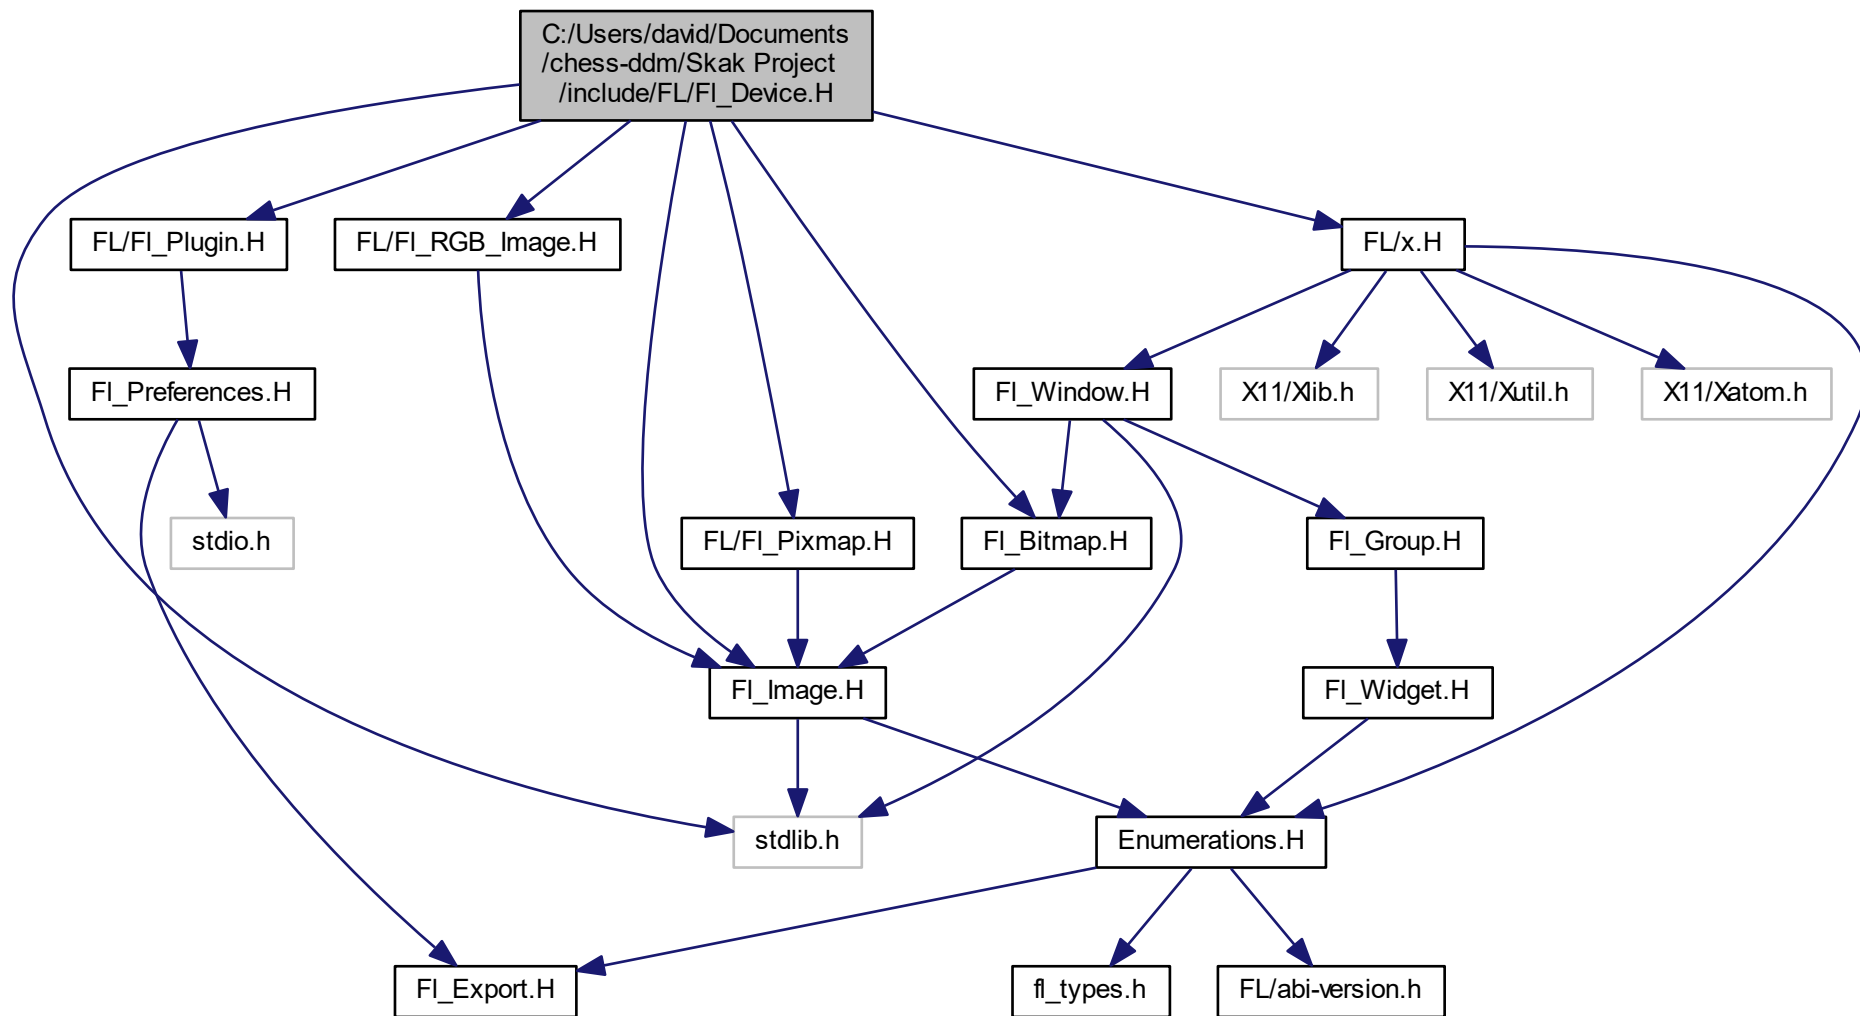 C:/Users/david/Documents
/chess-ddm/Skak Project
/include/FL/Fl_Device.H
FL/Fl_Plugin.H
FL/Fl_RGB_Image.H
FL/x.H
Fl_Preferences.H
Fl_Window.H
X11/Xlib.h
X11/Xutil.h
X11/Xatom.h
stdio.h
FL/Fl_Pixmap.H
Fl_Bitmap.H
Fl_Group.H
Fl_Image.H
Fl_Widget.H
stdlib.h
Enumerations.H
Fl_Export.H
fl_types.h
FL/abi-version.h